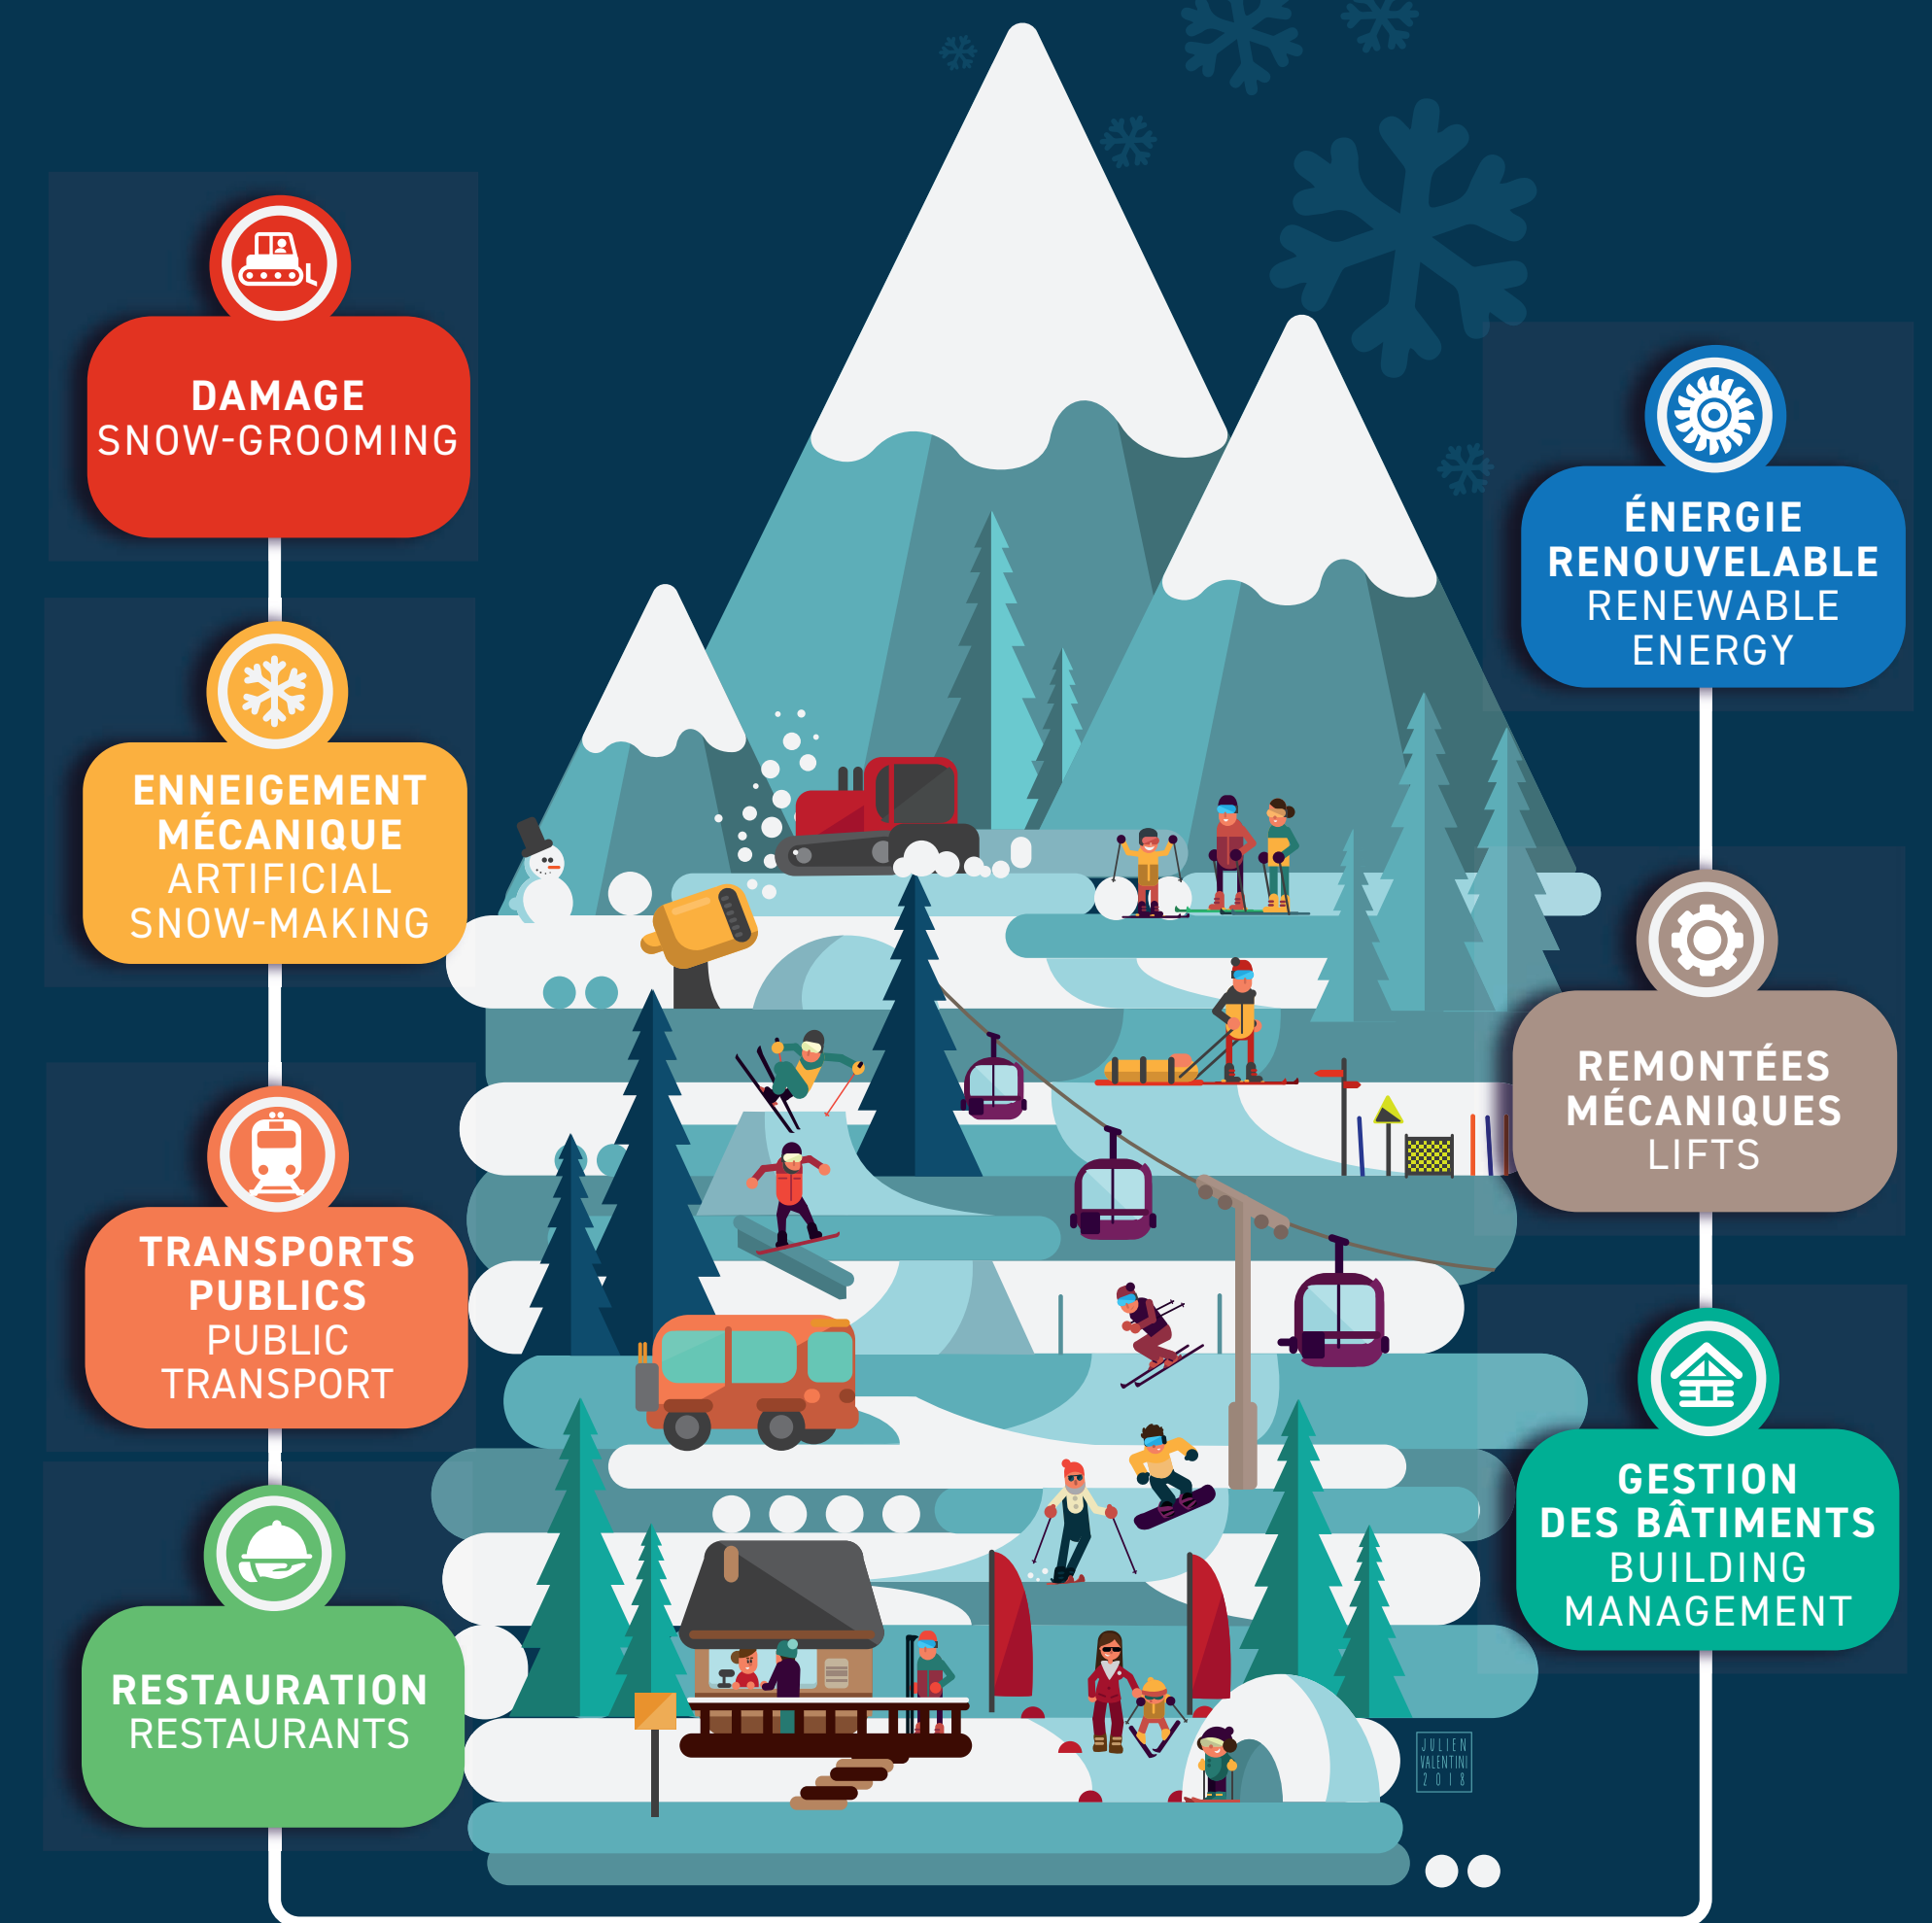 DAMAGE
SNOW-GROOMING
ENNEIGEMENT
MÉCANIQUE
ARTIFICIAL
SNOW-MAKING
TRANSPORTS
PUBLICS
PUBLIC
TRANSPORT
RESTAURATION
RESTAURANTS
ÉNERGIE
RENOUVELABLE
RENEWABLE
ENERGY
REMONTÉES
MÉCANIQUES
LIFTS
GESTION
DES BÂTIMENTS
BUILDING
MANAGEMENT
JULIEN
VALENTINI
2018